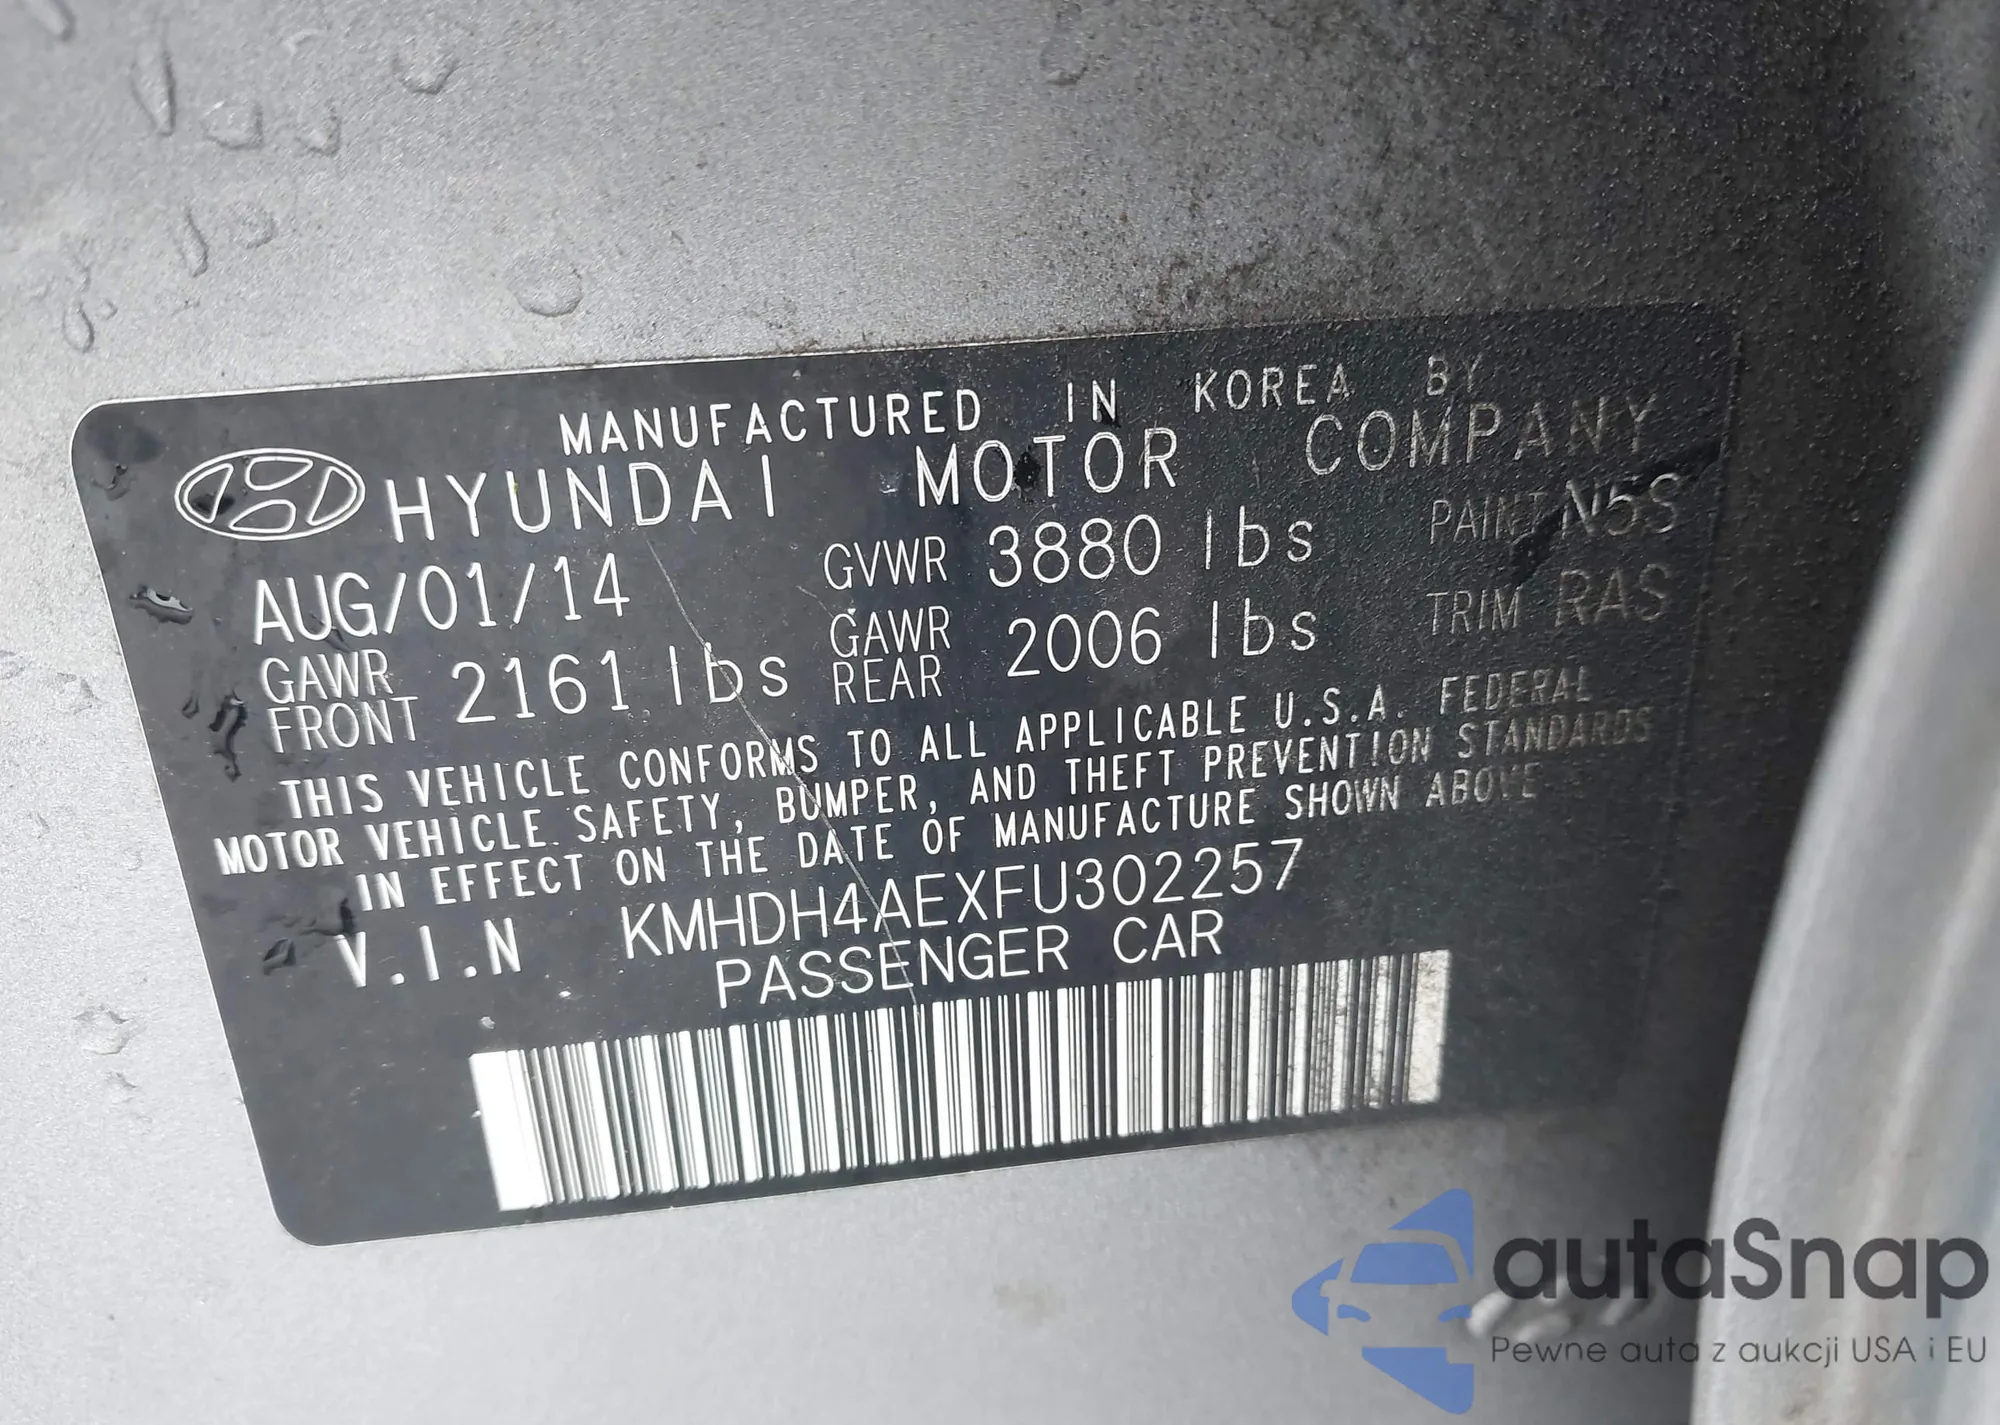 MANUFACTURED IN KOREA BY
HYUNDAI MOTOR COMPANY
AUG/01/14 GVWR 3880 lbs PAINT N5S
GAWR FRONT 2161 lbs GAWR REAR 2006 lbs TRIM RAS
THIS VEHICLE CONFORMS TO ALL APPLICABLE U.S.A. FEDERAL
MOTOR VEHICLE SAFETY, BUMPER, AND THEFT PREVENTION STANDARDS
IN EFFECT ON THE DATE OF MANUFACTURE SHOWN ABOVE
V.I.N KMHDH4AEXFU302257
PASSENGER CAR
autaSnap
Pewne auta z aukcji USA i EU